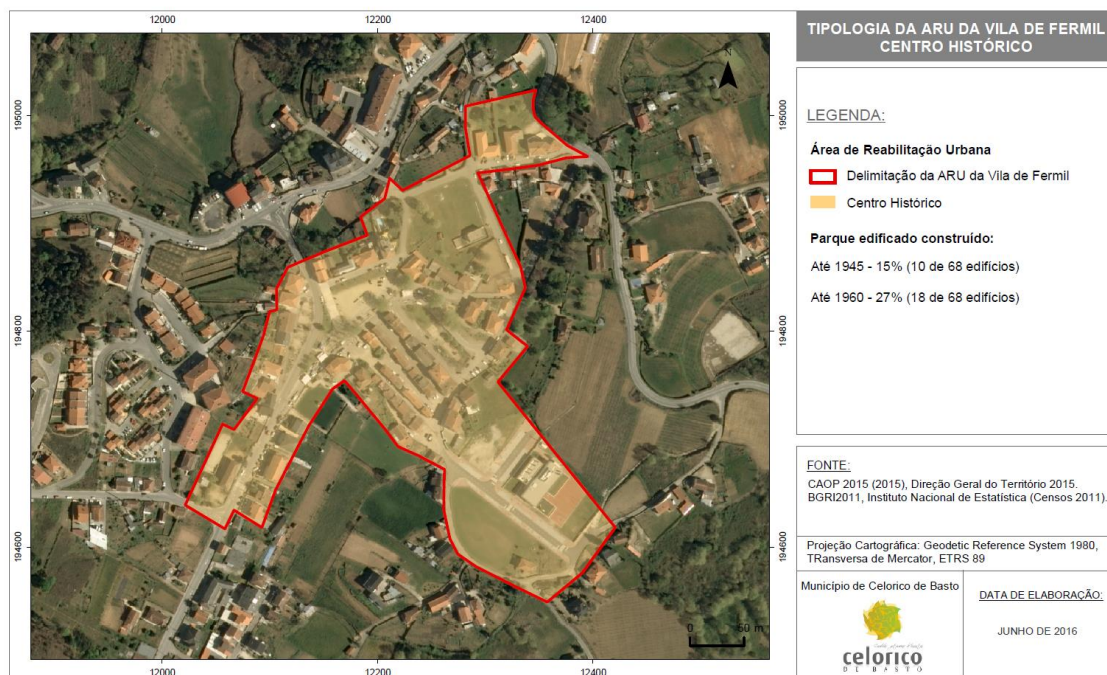 12000 12200 12400
195000
194800
194600
N
0 50 m
12000 12200 12400
TIPOLOGIA DA ARU DA VILA DE FERMIL
CENTRO HISTÓRICO
LEGENDA:
Área de Reabilitação Urbana
Delimitação da ARU da Vila de Fermil
Centro Histórico
Parque edificado construído:
Até 1945 - 15% (10 de 68 edifícios)
Até 1960 - 27% (18 de 68 edifícios)
FONTE:
CAOP 2015 (2015), Direção Geral do Território 2015.
BGRI2011, Instituto Nacional de Estatística (Censos 2011).
Projeção Cartográfica: Geodetic Reference System 1980,
TRansversa de Mercator, ETRS 89
Município de Celorico de Basto
celorico
DE BASTO
DATA DE ELABORAÇÃO:
JUNHO DE 2016
195000
194800
194600